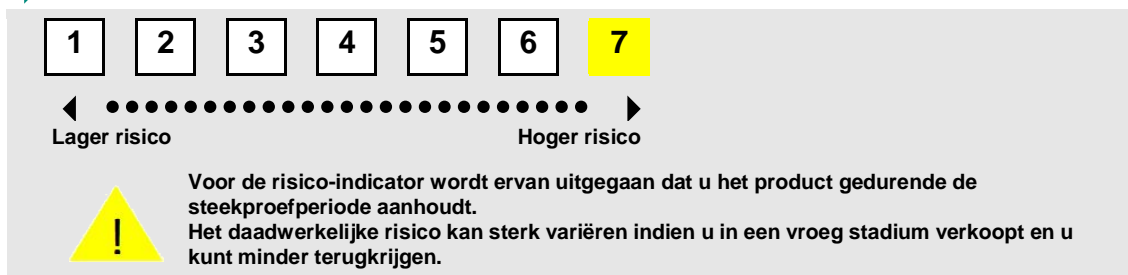 1 2 3 4 5 6 7
Lager risico Hoger risico
Voor de risico-indicator wordt ervan uitgegaan dat u het product gedurende de
steekproefperiode aanhoudt.
! Het daadwerkelijke risico kan sterk variëren indien u in een vroeg stadium verkoopt en u
kunt minder terugkrijgen.